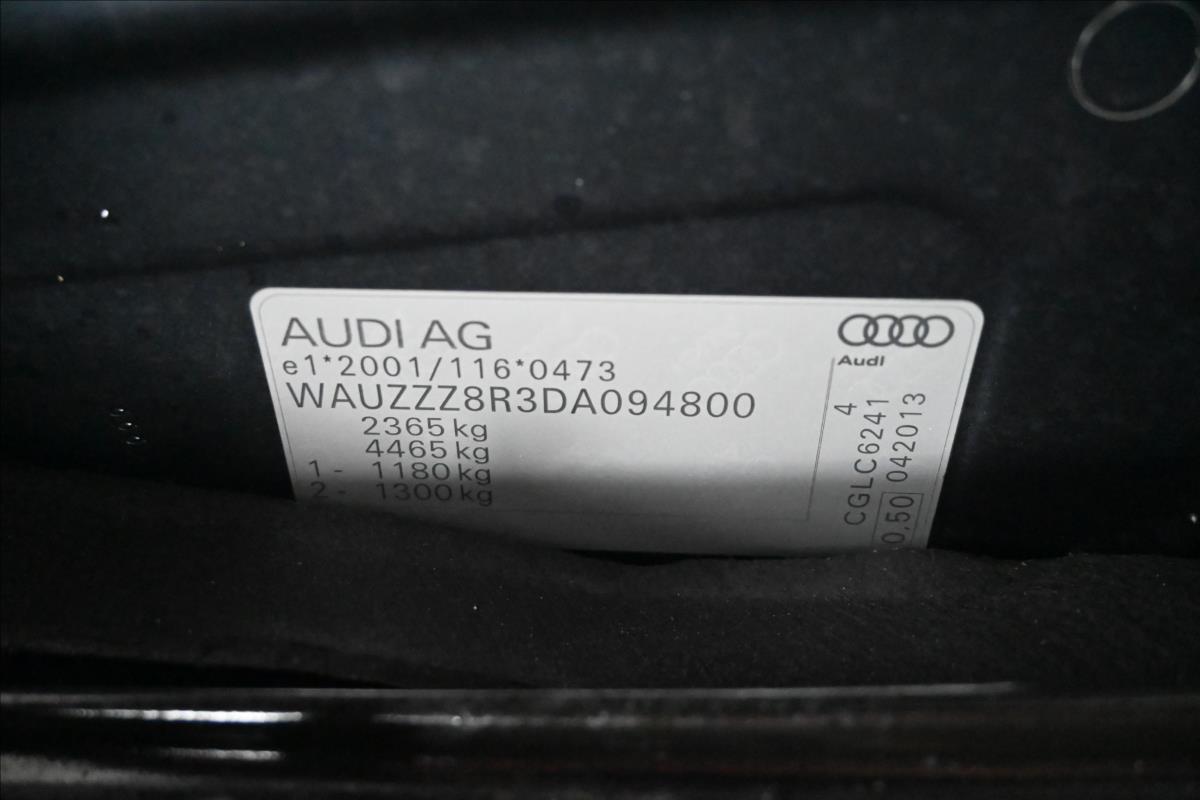 AUDI AG
e1*2001/116*0473
WAUZZZ8R3DA094800
2365 kg
4465 kg
1 - 1180 kg
2 - 1300 kg
Audi
4
CGLC6241
0,50 042013